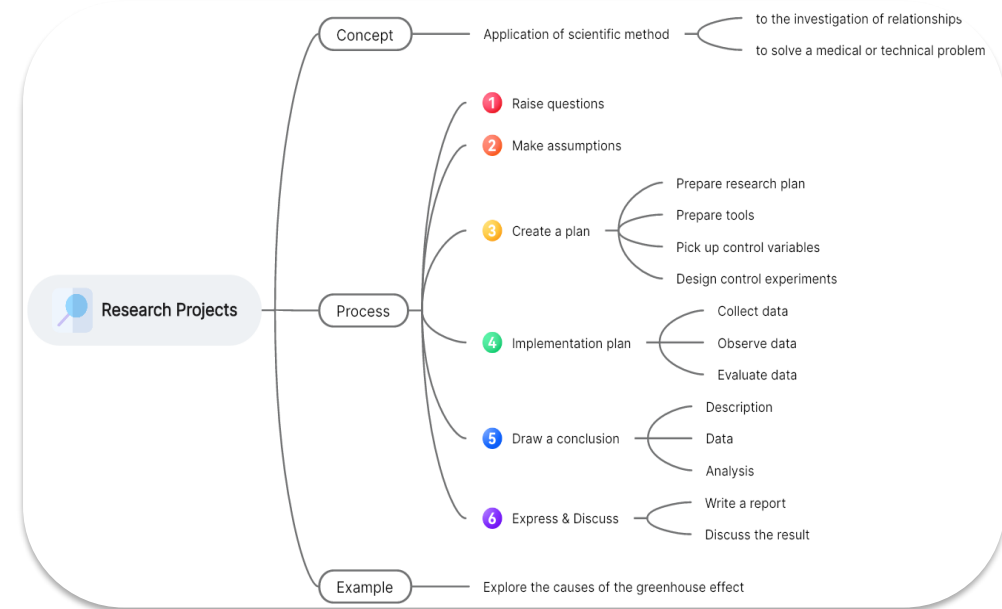 Research Projects
Concept
Application of scientific method
to the investigation of relationships
to solve a medical or technical problem
Process
1 Raise questions
2 Make assumptions
3 Create a plan
Prepare research plan
Prepare tools
Pick up control variables
Design control experiments
4 Implementation plan
Collect data
Observe data
Evaluate data
5 Draw a conclusion
Description
Data
Analysis
6 Express & Discuss
Write a report
Discuss the result
Example
Explore the causes of the greenhouse effect